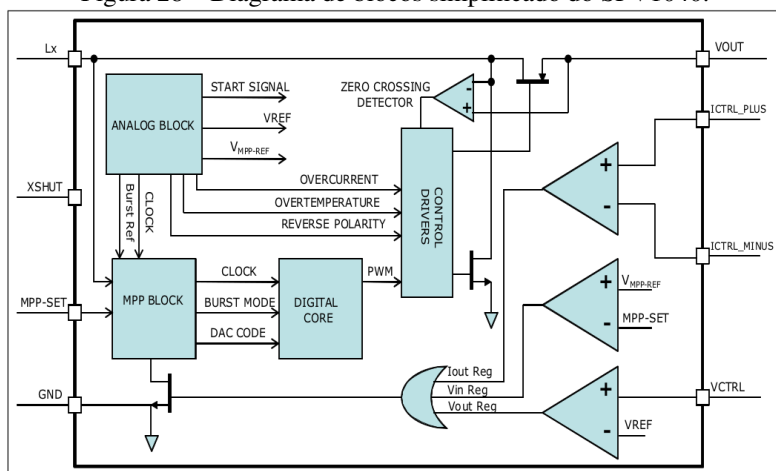 Figura 28 – Diagrama de blocos simplificado do SPV1040.
Lx
VOUT
START SIGNAL
ZERO CROSSING
DETECTOR
-
+
ANALOG BLOCK
VREF
ICTRL_PLUS
VMPP-REF
+
XSHUT
Burst Ref
CLOCK
OVERCURRENT
OVERTEMPERATURE
REVERSE POLARITY
CONTROL
DRIVERS
-
ICTRL_MINUS
CLOCK
PWM
+
VMPP-REF
MPP-SET
MPP BLOCK
BURST MODE
DIGITAL
CORE
MPP-SET
-
DAC CODE
Iout Reg
GND
Vin Reg
+
VCTRL
Vout Reg
-
VREF